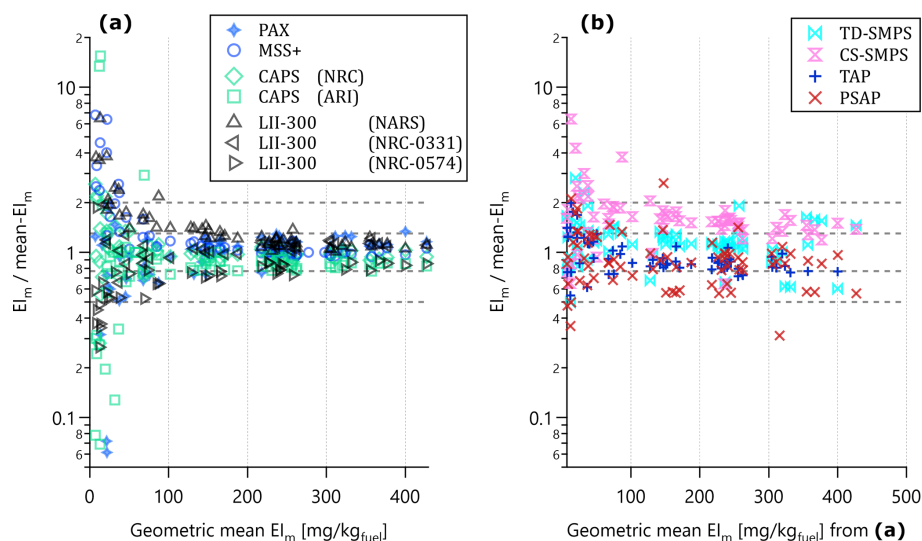 (a)
PAX
MSS+
CAPS (NRC)
CAPS (ARI)
LII-300 (NARS)
LII-300 (NRC-0331)
LII-300 (NRC-0574)
EIm / mean-EIm
2
10
8
6
4
2
1
8
6
4
2
0.1
8
6
0 100 200 300 400
Geometric mean EIm [mg/kgfuel]
(b)
TD-SMPS
CS-SMPS
TAP
PSAP
EIm / mean-EIm
2
10
8
6
4
2
1
8
6
4
2
0.1
8
6
100 200 300 400 500
Geometric mean EIm [mg/kgfuel] from (a)